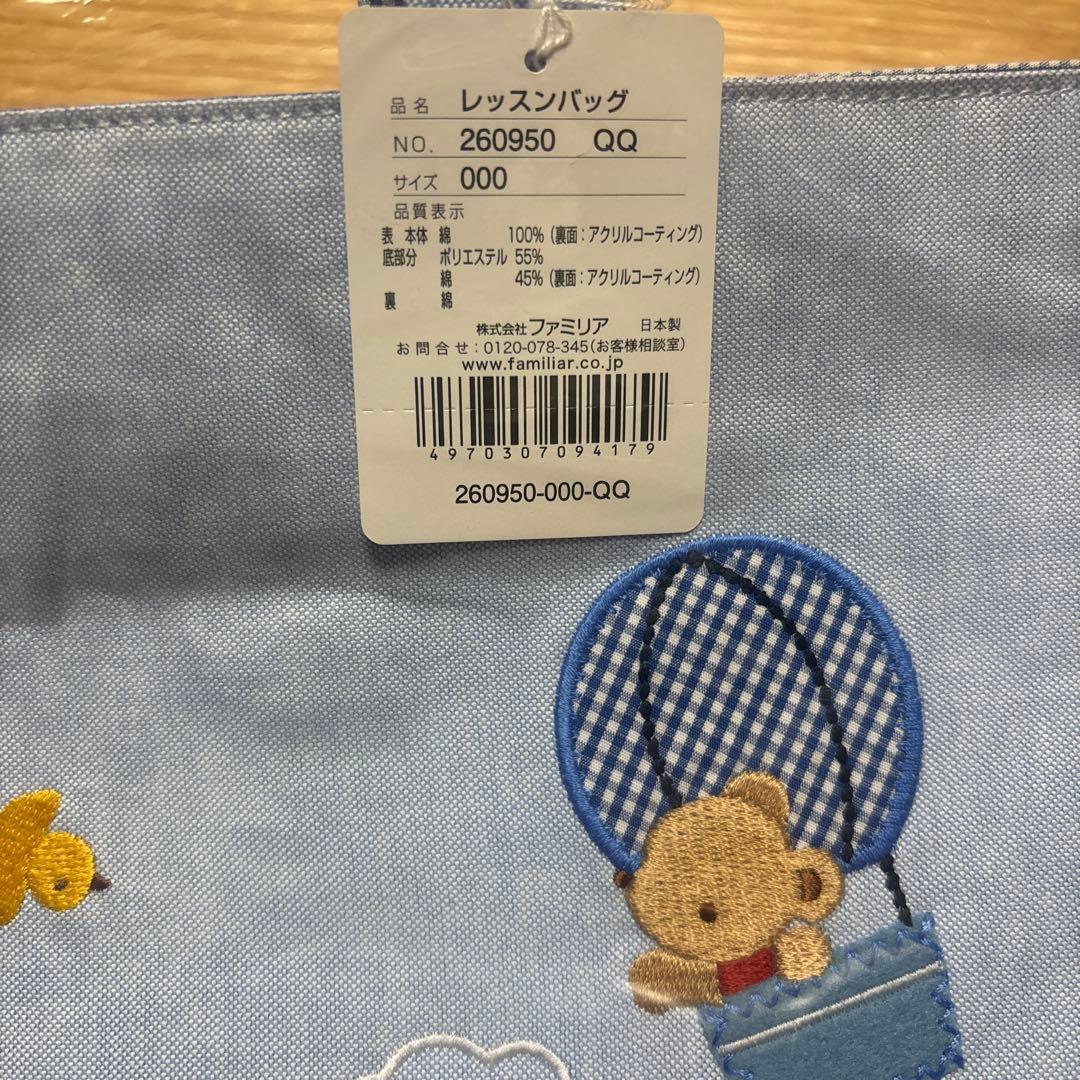 品名 レッスンバッグ
NO. 260950 QQ
サイズ 000
品質表示
表 本体 綿 100% (裏面：アクリルコーティング)
底部分 ポリエステル 55%
綿 45% (裏面：アクリルコーティング)
裏 綿
株式会社 ファミリア 日本製
お問合せ：0120-078-345(お客様相談室)
www.familiar.co.jp
4970307094179
260950-000-QQ